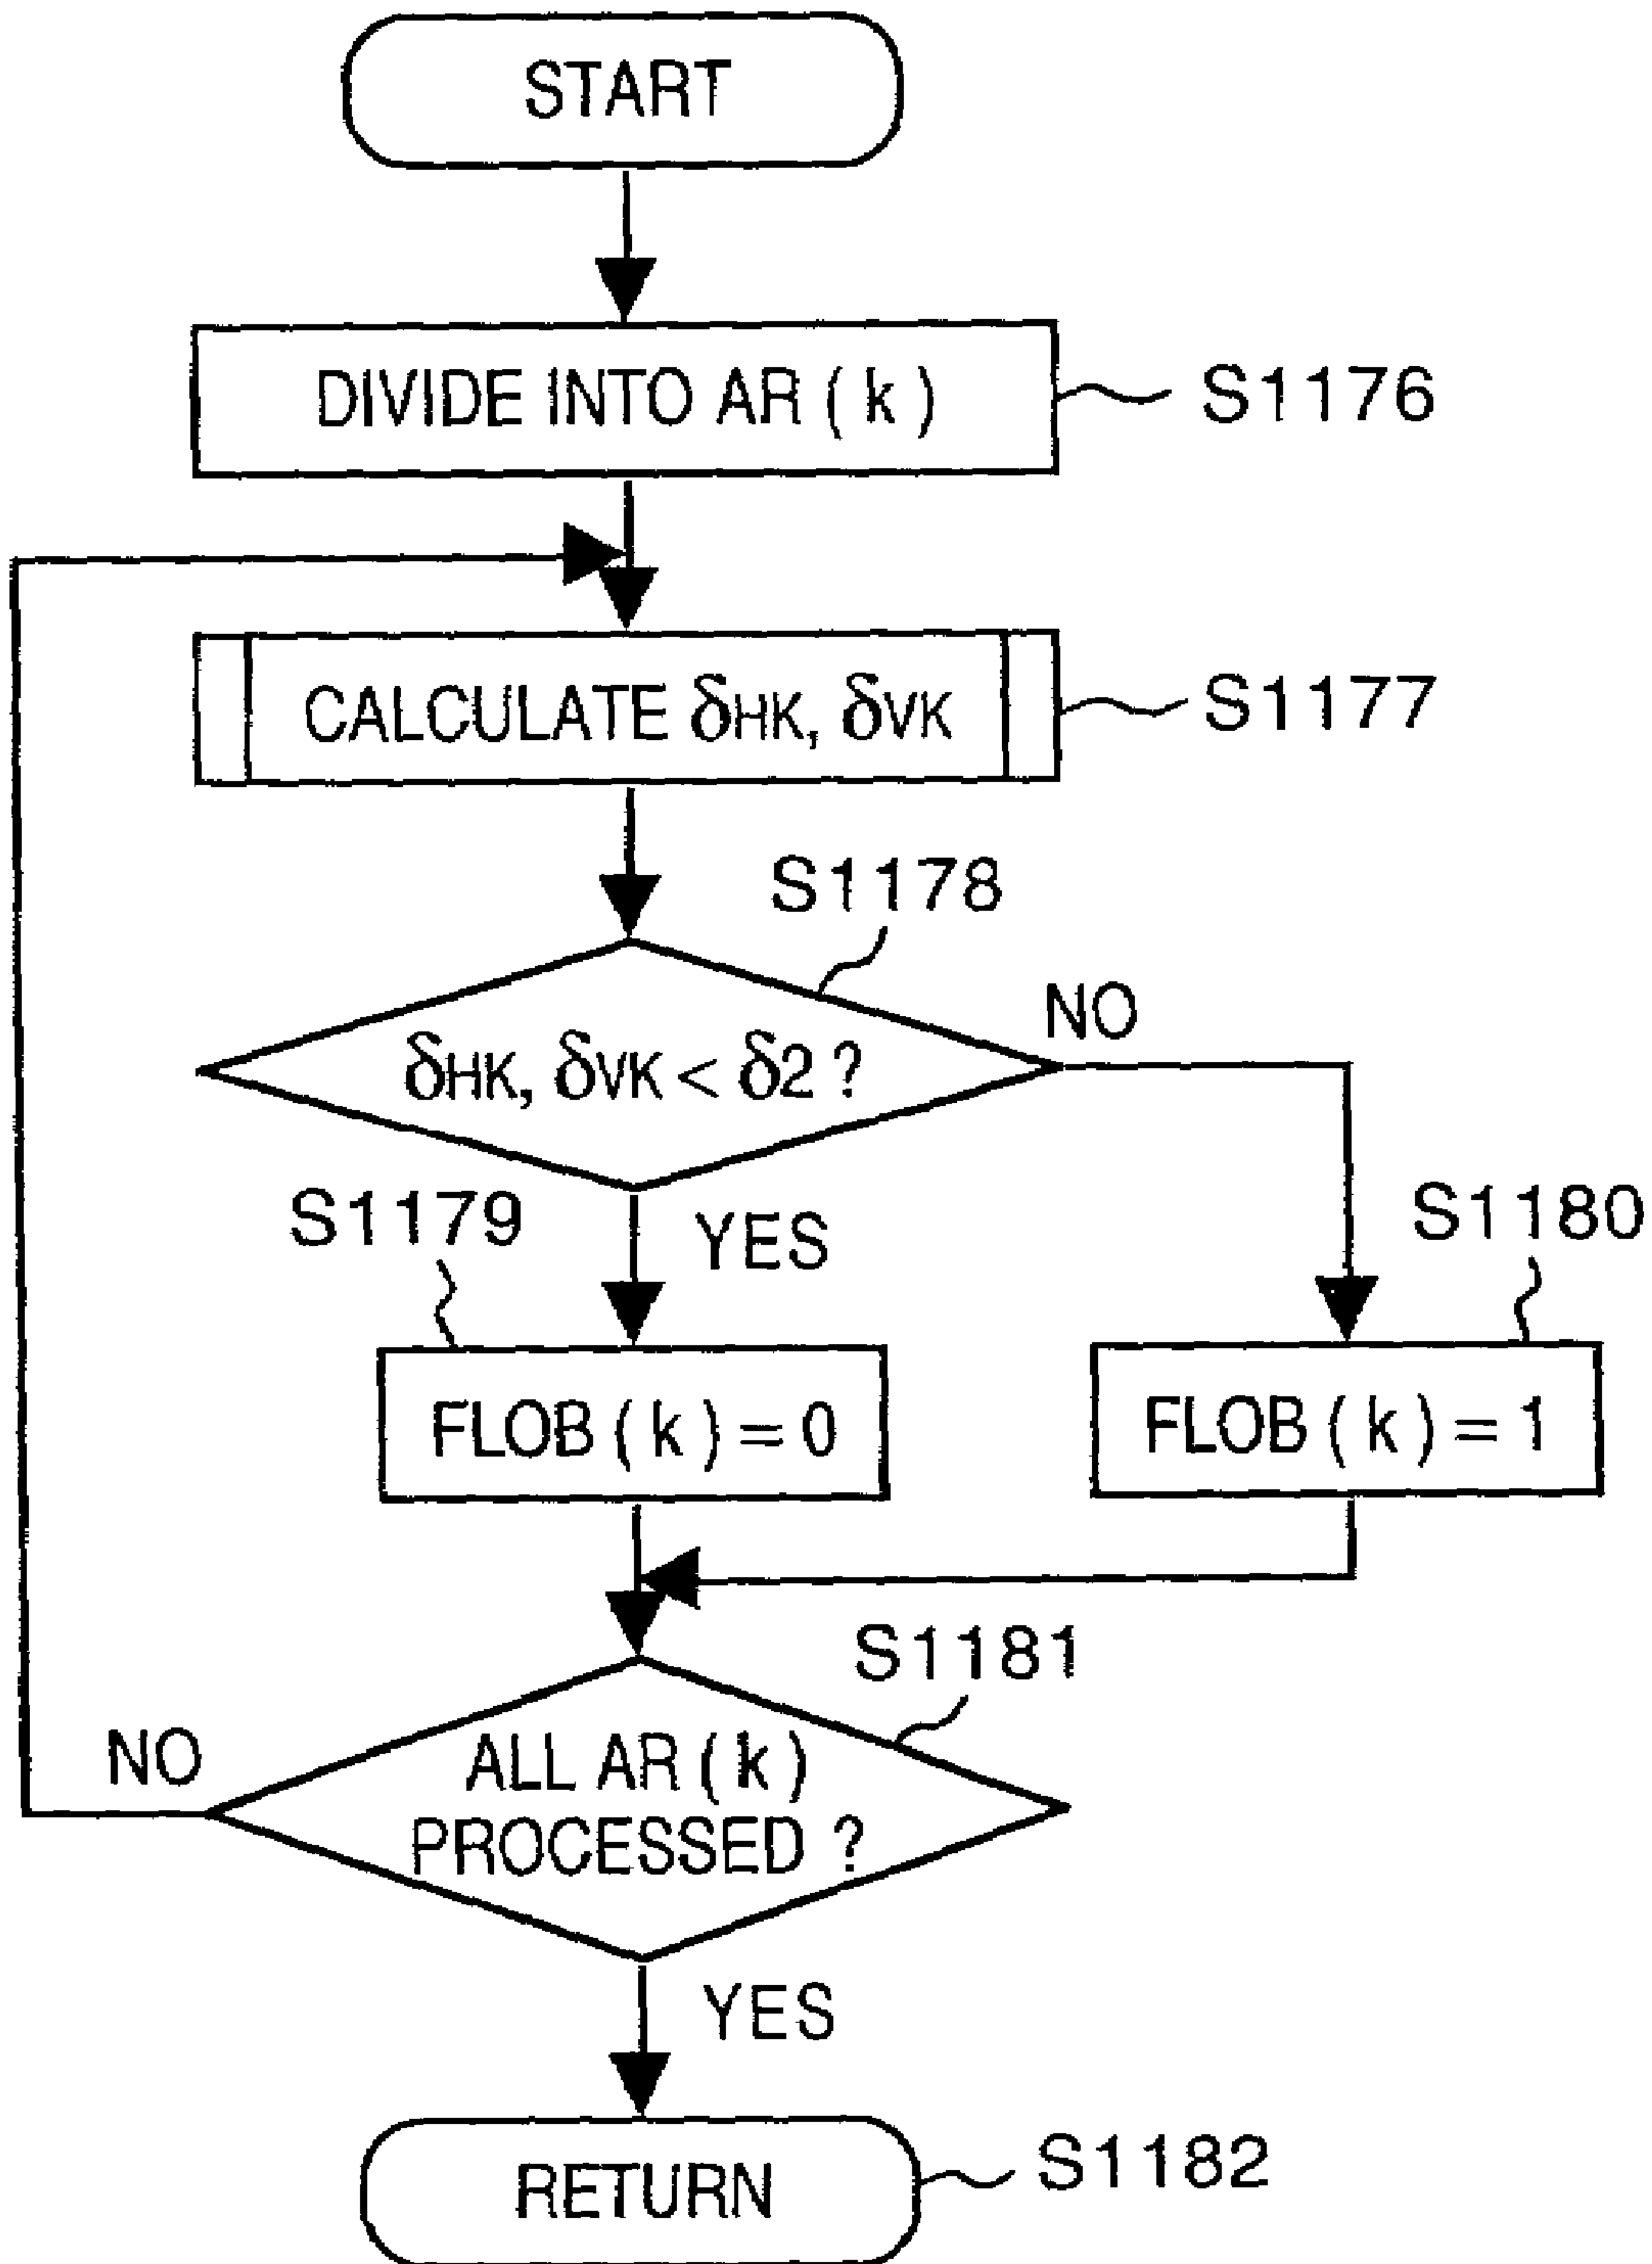 START
DIVIDE INTO AR ( k )
S1176
CALCULATE δHK, δVK
S1177
S1178
δHK, δVK < δ2 ?
NO
S1179
YES
S1180
FLOB ( k ) = 0
FLOB ( k ) = 1
S1181
NO
ALL AR ( k )
PROCESSED ?
YES
RETURN
S1182